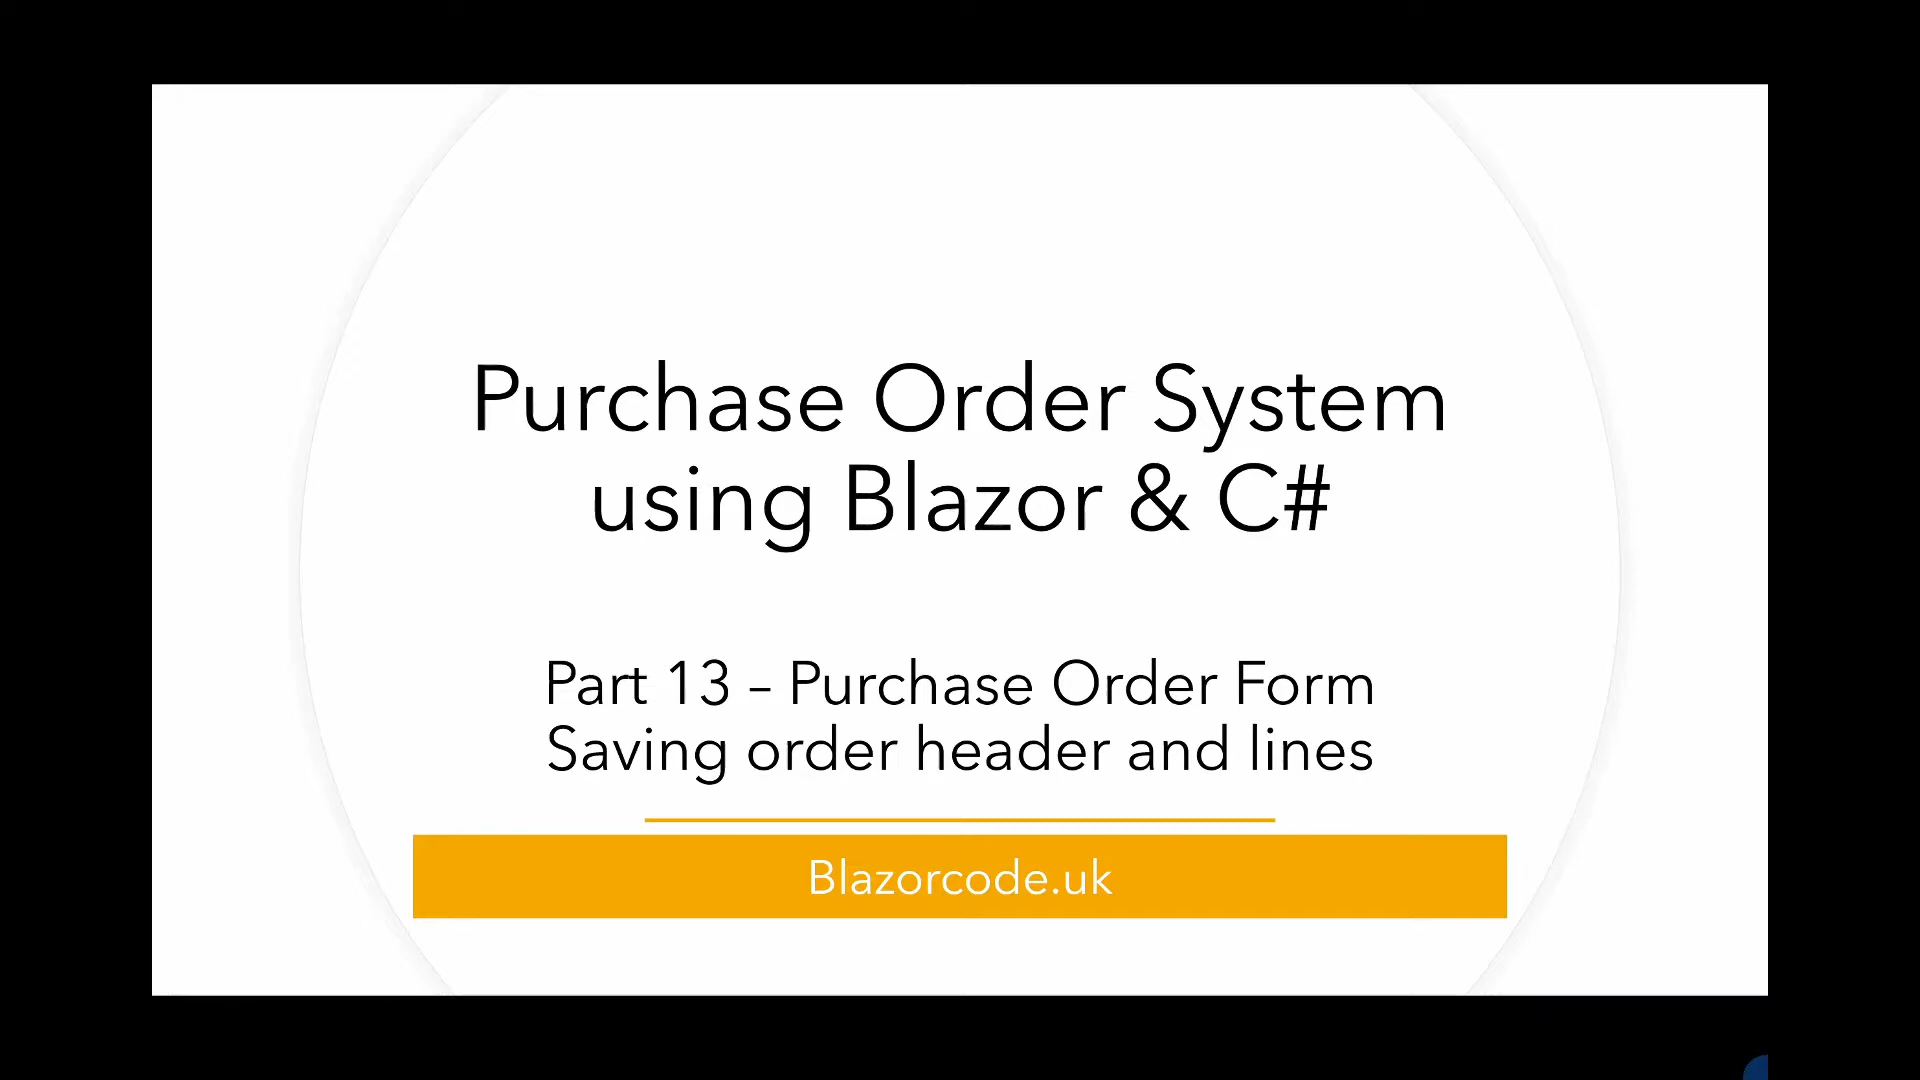 Purchase Order System
using Blazor & C#
Part 13 – Purchase Order Form
Saving order header and lines
Blazorcode.uk